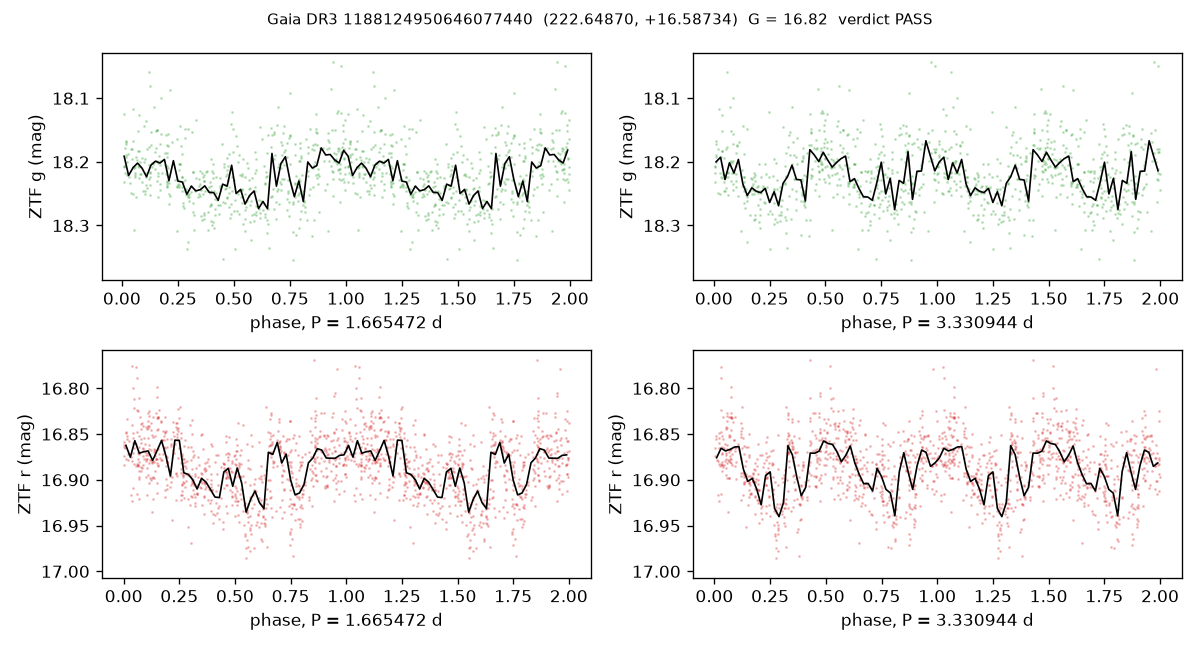 Gaia DR3 1188124950646077440  (222.64870, +16.58734)  G = 16.82  verdict PASS
ZTF g (mag)
18.1
18.2
18.3
0.00 0.25 0.50 0.75 1.00 1.25 1.50 1.75 2.00
phase, P = 1.665472 d
ZTF g (mag)
18.1
18.2
18.3
0.00 0.25 0.50 0.75 1.00 1.25 1.50 1.75 2.00
phase, P = 3.330944 d
ZTF r (mag)
16.80
16.85
16.90
16.95
17.00
0.00 0.25 0.50 0.75 1.00 1.25 1.50 1.75 2.00
phase, P = 1.665472 d
ZTF r (mag)
16.80
16.85
16.90
16.95
17.00
0.00 0.25 0.50 0.75 1.00 1.25 1.50 1.75 2.00
phase, P = 3.330944 d